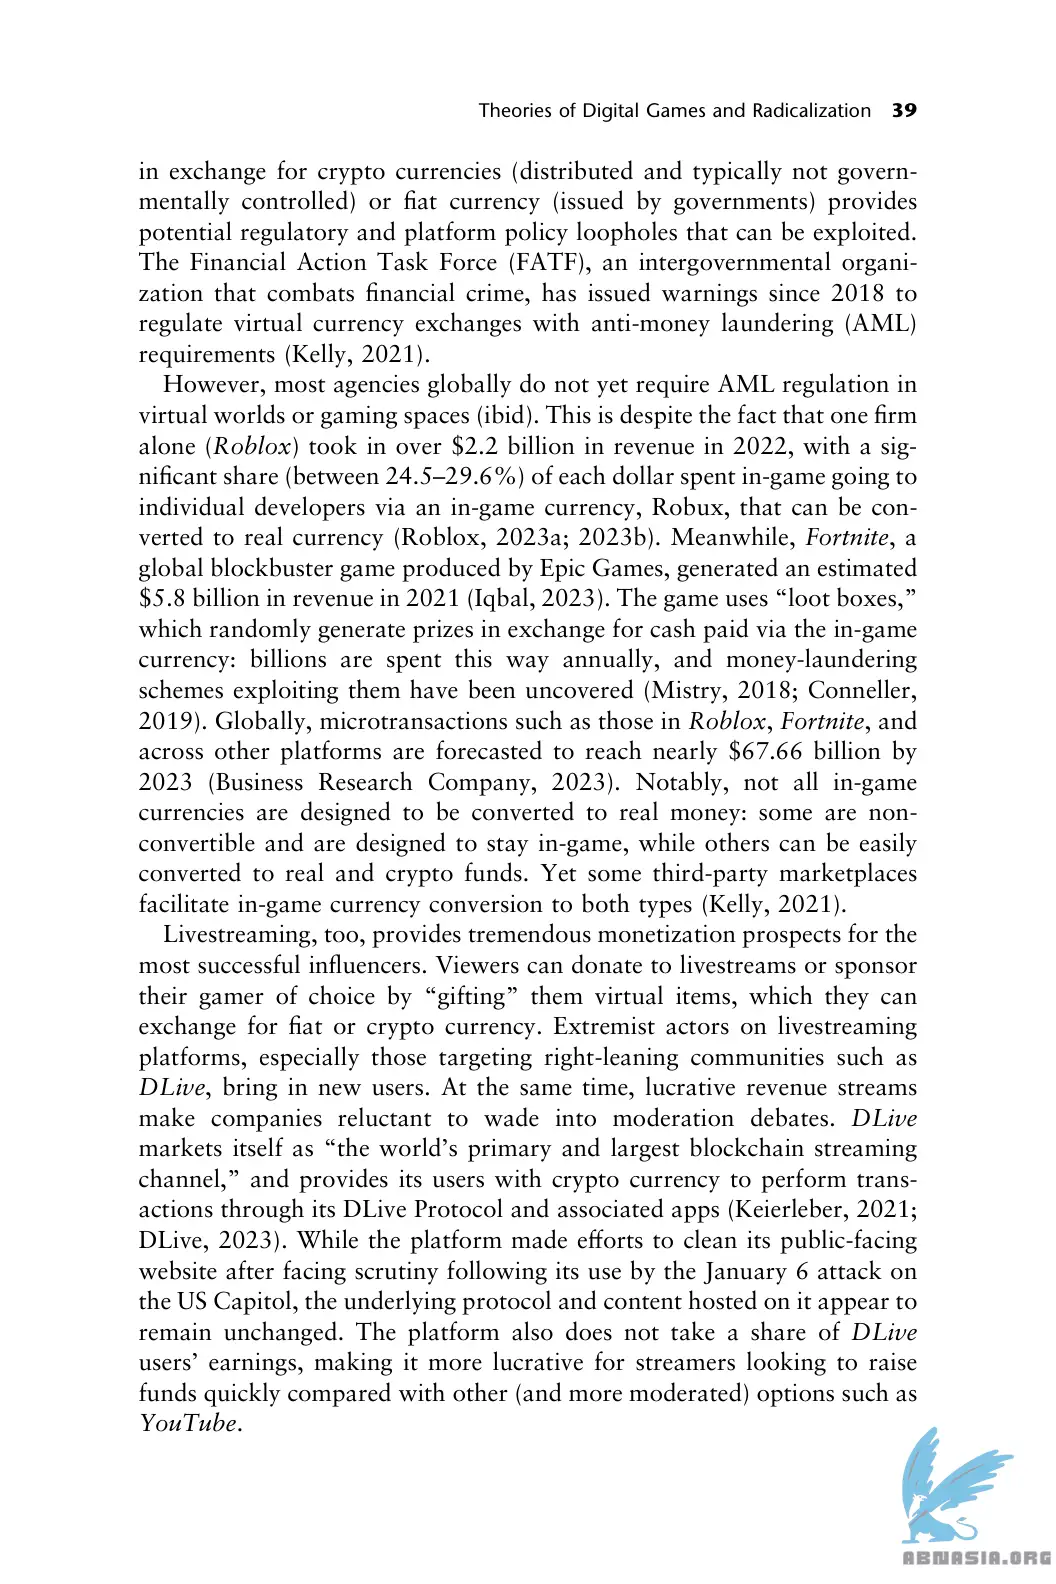 Theories of Digital Games and Radicalization 39
in exchange for crypto currencies (distributed and typically not govern-
mentally controlled) or fiat currency (issued by governments) provides
potential regulatory and platform policy loopholes that can be exploited.
The Financial Action Task Force (FATF), an intergovernmental organi-
zation that combats financial crime, has issued warnings since 2018 to
regulate virtual currency exchanges with anti-money laundering (AML)
requirements (Kelly, 2021).
However, most agencies globally do not yet require AML regulation in
virtual worlds or gaming spaces (ibid). This is despite the fact that one firm
alone (Roblox) took in over $2.2 billion in revenue in 2022, with a sig-
nificant share (between 24.5–29.6%) of each dollar spent in-game going to
individual developers via an in-game currency, Robux, that can be con-
verted to real currency (Roblox, 2023a; 2023b). Meanwhile, Fortnite, a
global blockbuster game produced by Epic Games, generated an estimated
$5.8 billion in revenue in 2021 (Iqbal, 2023). The game uses “loot boxes,”
which randomly generate prizes in exchange for cash paid via the in-game
currency: billions are spent this way annually, and money-laundering
schemes exploiting them have been uncovered (Mistry, 2018; Conneller,
2019). Globally, microtransactions such as those in Roblox, Fortnite, and
across other platforms are forecasted to reach nearly $67.66 billion by
2023 (Business Research Company, 2023). Notably, not all in-game
currencies are designed to be converted to real money: some are non-
convertible and are designed to stay in-game, while others can be easily
converted to real and crypto funds. Yet some third-party marketplaces
facilitate in-game currency conversion to both types (Kelly, 2021).
Livestreaming, too, provides tremendous monetization prospects for the
most successful influencers. Viewers can donate to livestreams or sponsor
their gamer of choice by “gifting” them virtual items, which they can
exchange for fiat or crypto currency. Extremist actors on livestreaming
platforms, especially those targeting right-leaning communities such as
DLive, bring in new users. At the same time, lucrative revenue streams
make companies reluctant to wade into moderation debates. DLive
markets itself as “the world’s primary and largest blockchain streaming
channel,” and provides its users with crypto currency to perform trans-
actions through its DLive Protocol and associated apps (Keierleber, 2021;
DLive, 2023). While the platform made efforts to clean its public-facing
website after facing scrutiny following its use by the January 6 attack on
the US Capitol, the underlying protocol and content hosted on it appear to
remain unchanged. The platform also does not take a share of DLive
users’ earnings, making it more lucrative for streamers looking to raise
funds quickly compared with other (and more moderated) options such as
YouTube.
ABNASIA.ORG